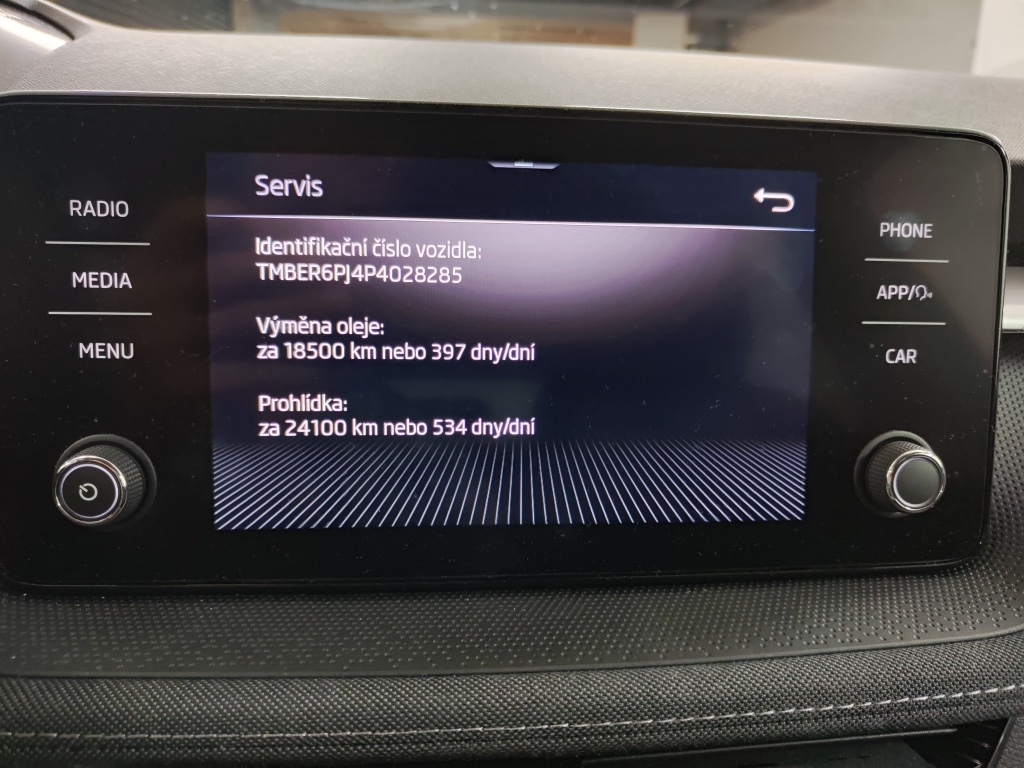 Servis
RADIO
MEDIA
MENU
Identifikační číslo vozidla:
TMBER6PJ4P4028285
Výměna oleje:
za 18500 km nebo 397 dny/dní
Prohlídka:
za 24100 km nebo 534 dny/dní
PHONE
APP/
CAR